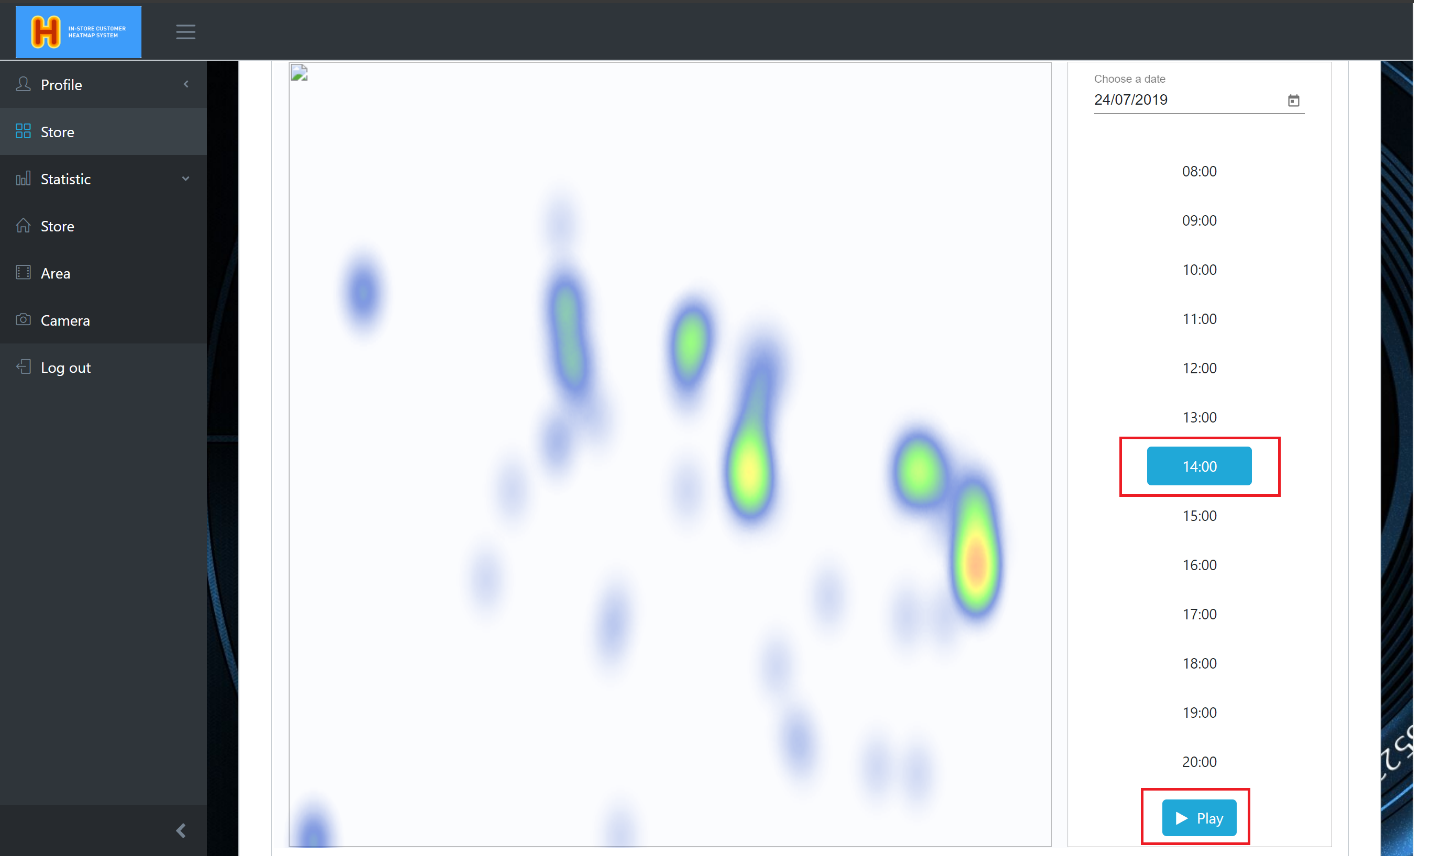 H
IN-STORE CUSTOMER
HEATMAP SYSTEM
Profile
Store
Statistic
Store
Area
Camera
Log out
Choose a date
24/07/2019
08:00
09:00
10:00
11:00
12:00
13:00
14:00
15:00
16:00
17:00
18:00
19:00
20:00
Play